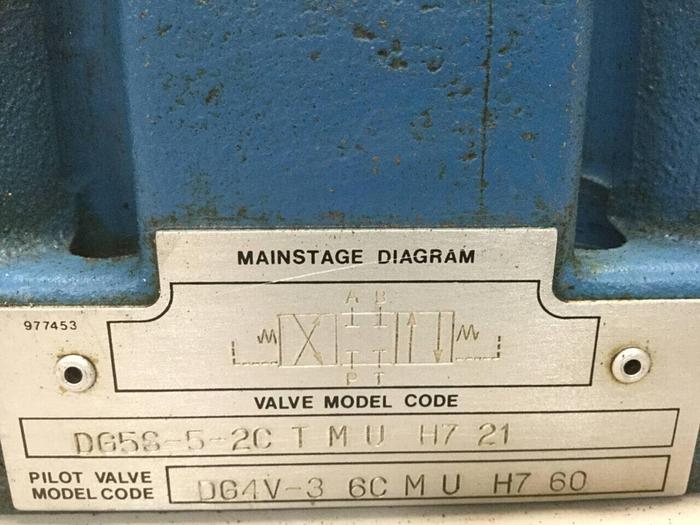 MAINSTAGE DIAGRAM
977453
A B
P T
VALVE MODEL CODE
DG5S-5-2C T M U H7 21
PILOT VALVE
MODEL CODE
DG4V-3 6C M U H7 60